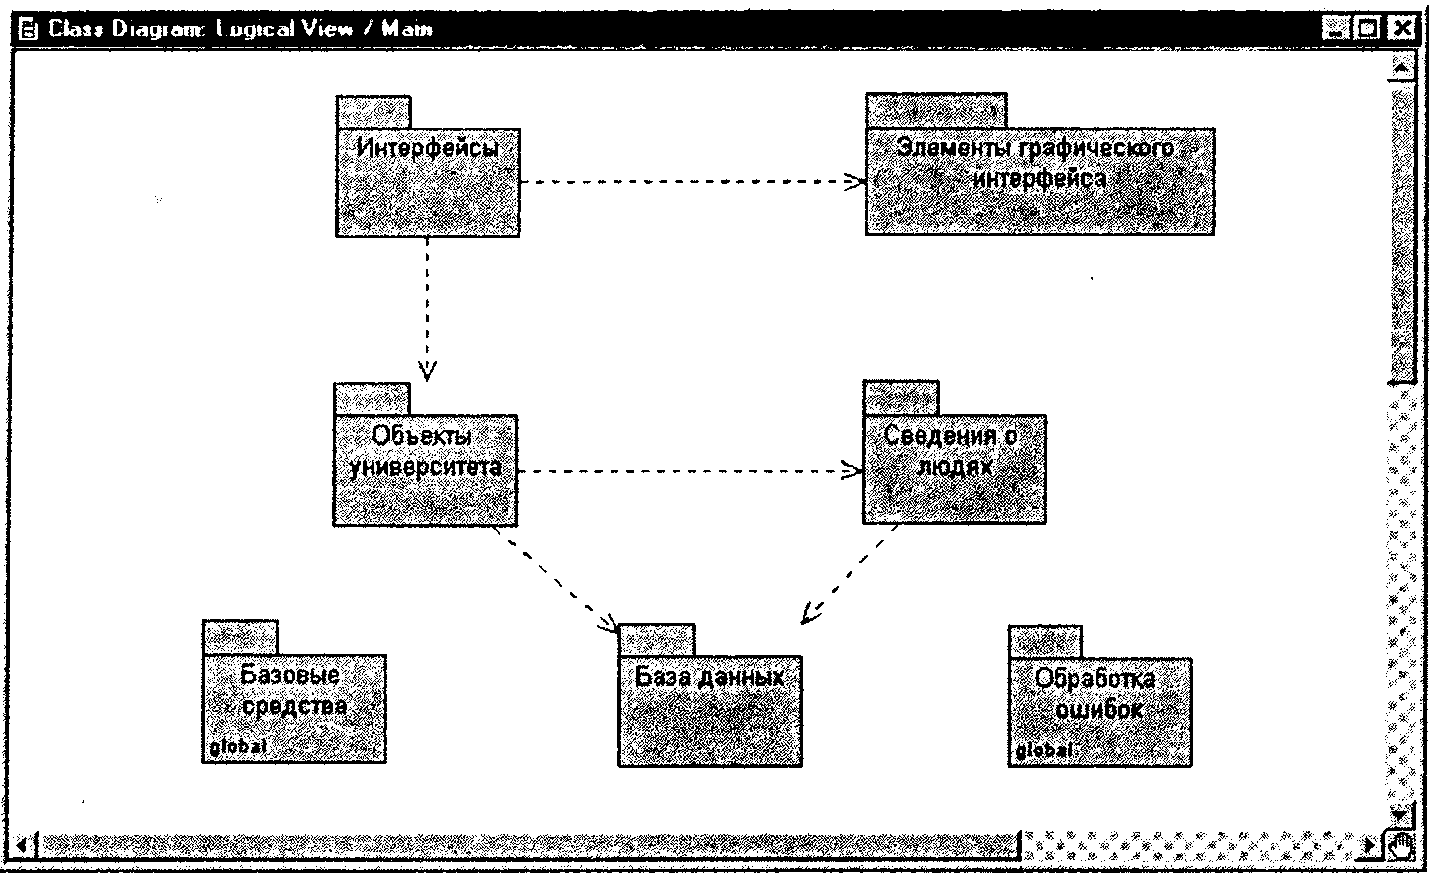 Class Diagram: Logical View / Main
Интерфейсы
Элементы графического
интерфейса
Объекты
университета
Сведения о
людях
Базовые
средства
global
База данных
Обработка
ошибок
global